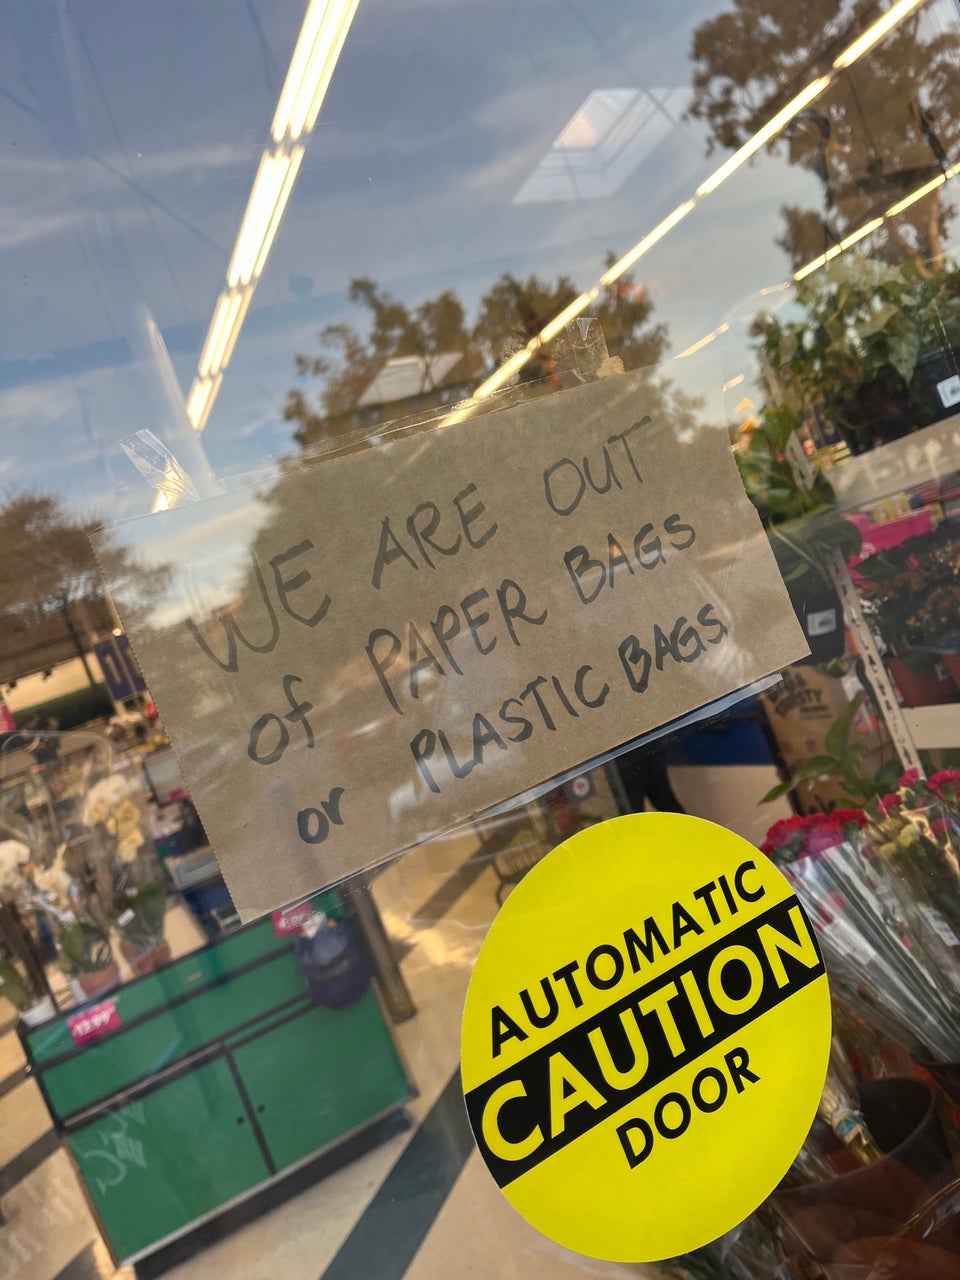 WE ARE OUT
of PAPER BAGS
or PLASTIC BAGS
AUTOMATIC
CAUTION
DOOR